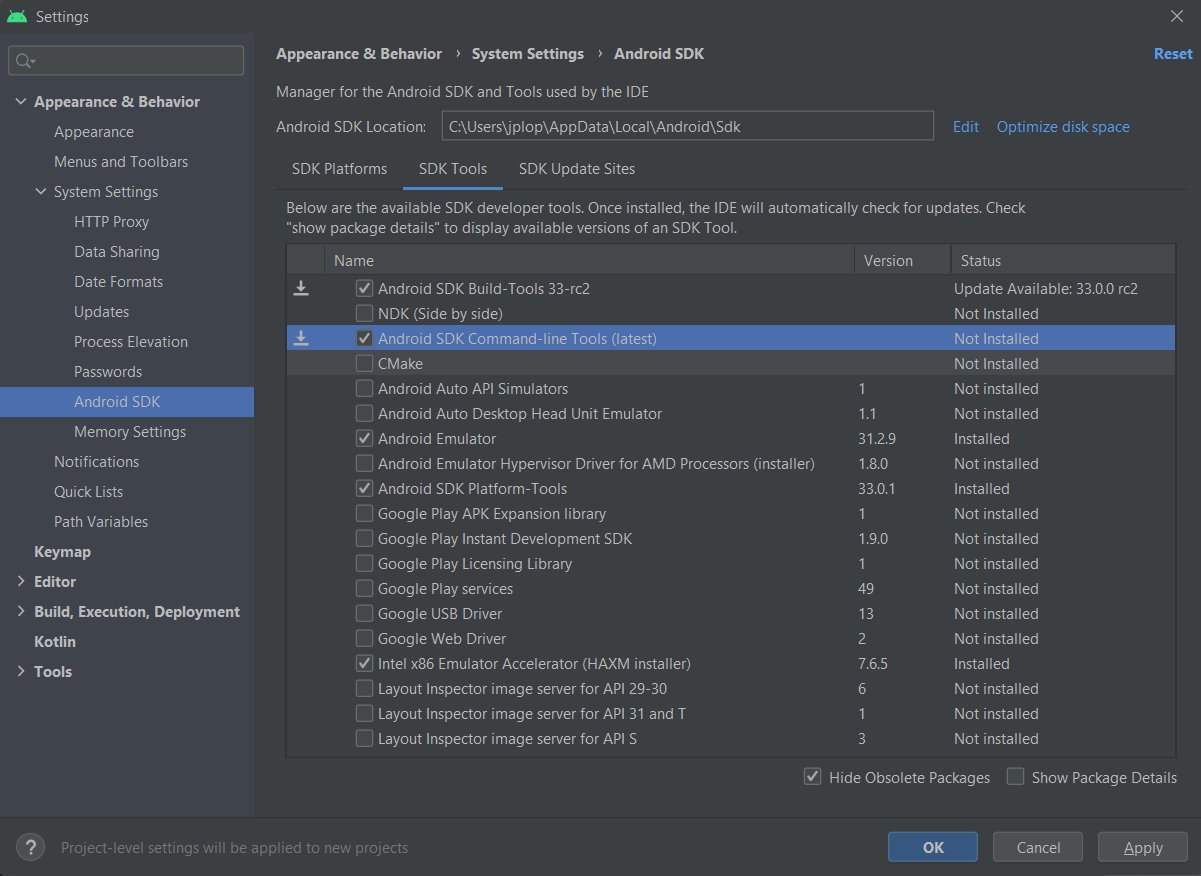 Settings
Appearance & Behavior
Appearance
Menus and Toolbars
System Settings
HTTP Proxy
Data Sharing
Date Formats
Updates
Process Elevation
Passwords
Android SDK
Memory Settings
Notifications
Quick Lists
Path Variables
Keymap
Editor
Build, Execution, Deployment
Kotlin
Tools
Appearance & Behavior › System Settings › Android SDK
Reset
Manager for the Android SDK and Tools used by the IDE
Android SDK Location: C:\Users\jplop\AppData\Local\Android\Sdk Edit Optimize disk space
SDK Platforms SDK Tools SDK Update Sites
Below are the available SDK developer tools. Once installed, the IDE will automatically check for updates. Check
"show package details" to display available versions of an SDK Tool.
Name Version Status
Android SDK Build-Tools 33-rc2 Update Available: 33.0.0 rc2
NDK (Side by side) Not Installed
Android SDK Command-line Tools (latest) Not Installed
CMake Not Installed
Android Auto API Simulators 1 Not installed
Android Auto Desktop Head Unit Emulator 1.1 Not installed
Android Emulator 31.2.9 Installed
Android Emulator Hypervisor Driver for AMD Processors (installer) 1.8.0 Not installed
Android SDK Platform-Tools 33.0.1 Installed
Google Play APK Expansion library 1 Not installed
Google Play Instant Development SDK 1.9.0 Not installed
Google Play Licensing Library 1 Not installed
Google Play services 49 Not installed
Google USB Driver 13 Not installed
Google Web Driver 2 Not installed
Intel x86 Emulator Accelerator (HAXM installer) 7.6.5 Installed
Layout Inspector image server for API 29-30 6 Not installed
Layout Inspector image server for API 31 and T 1 Not installed
Layout Inspector image server for API S 3 Not installed
Hide Obsolete Packages Show Package Details
? Project-level settings will be applied to new projects
OK Cancel Apply